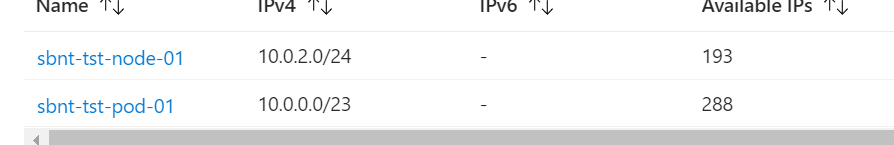 Name ↑↓ IPv4 ↑↓ IPv6 ↑↓ Available IPs ↑↓
sbnt-tst-node-01 10.0.2.0/24 - 193
sbnt-tst-pod-01 10.0.0.0/23 - 288